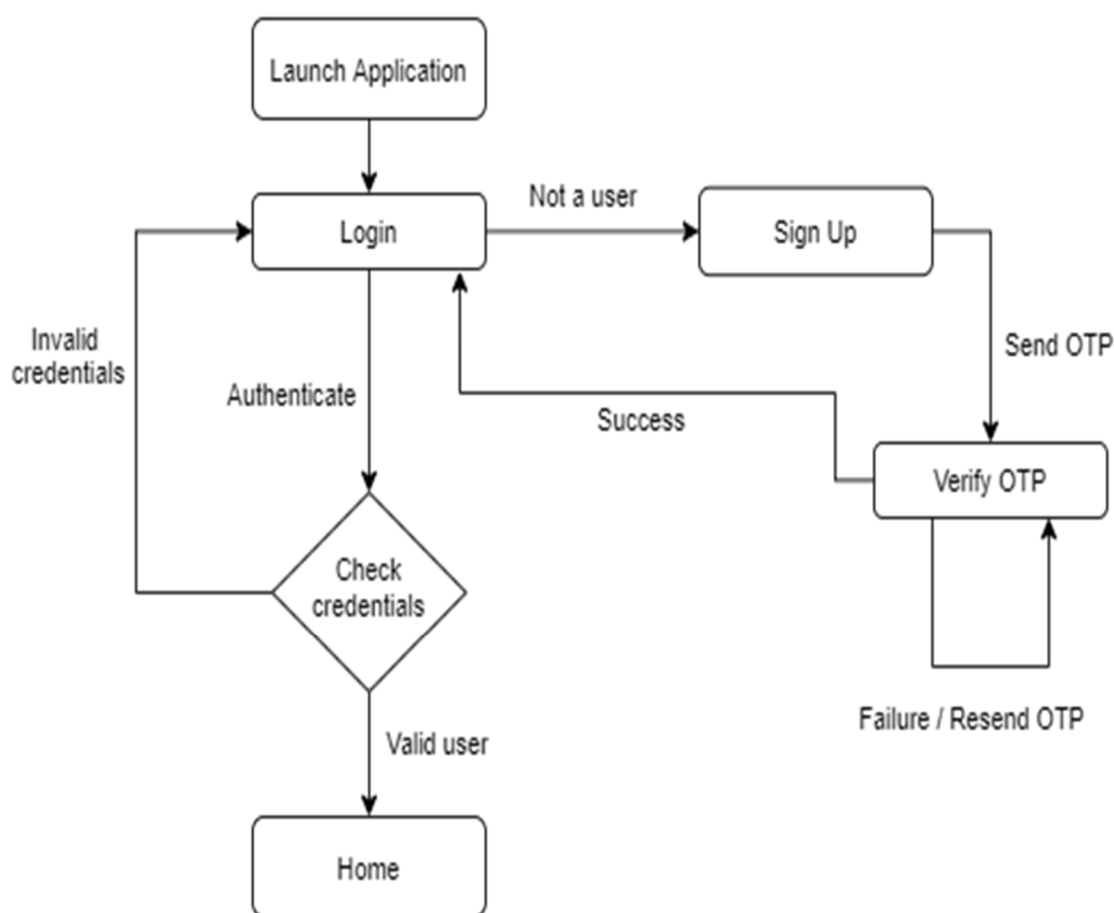 Launch Application
Not a user
Login
Sign Up
Invalid
credentials
Send OTP
Authenticate
Success
Verify OTP
Check
credentials
Failure / Resend OTP
Valid user
Home